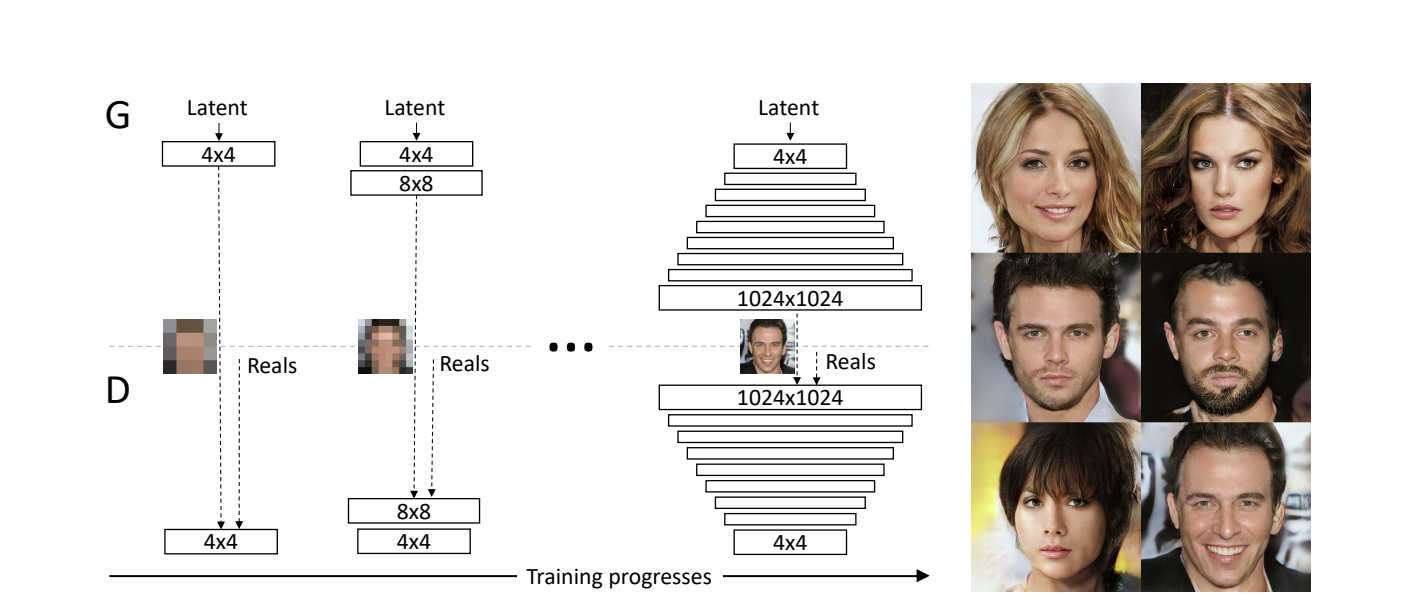 G
Latent
Latent
Latent
4x4
4x4
4x4
8x8
1024x1024
Reals
Reals
Reals
D
1024x1024
8x8
4x4
4x4
4x4
Training progresses